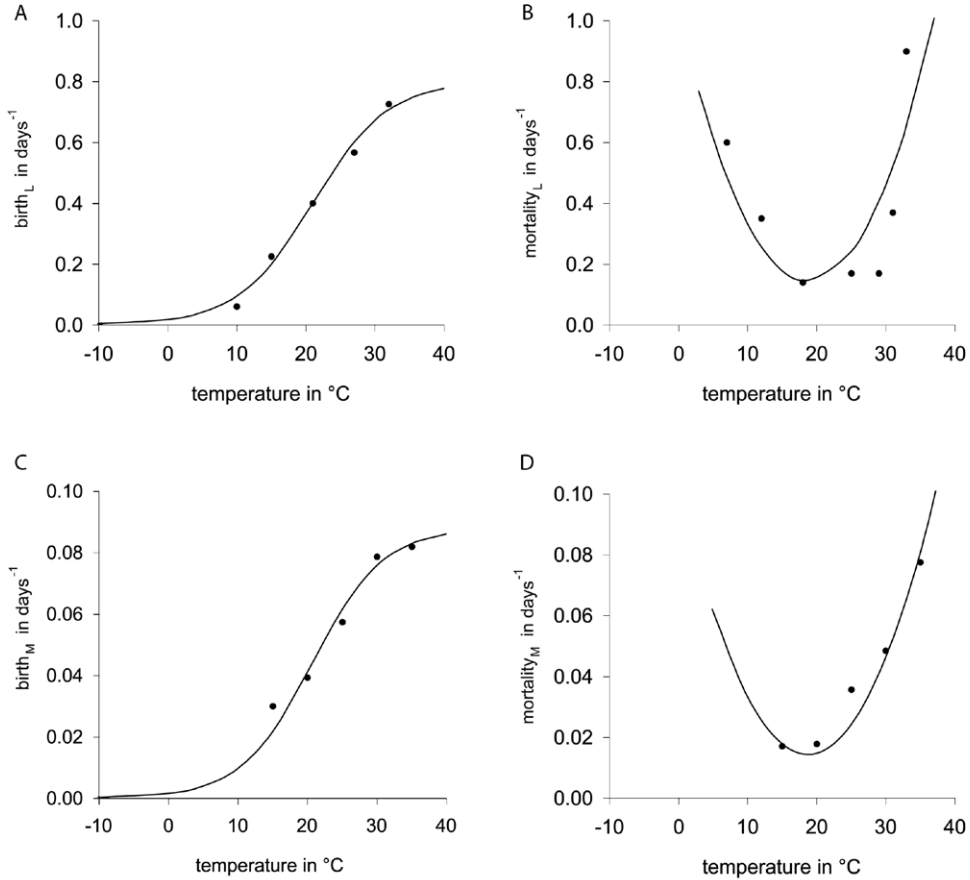 A
1.0
0.8
0.6
0.4
0.2
0.0
birth_L in days⁻¹
-10 0 10 20 30 40
temperature in °C
B
1.0
0.8
0.6
0.4
0.2
0.0
mortality_L in days⁻¹
-10 0 10 20 30 40
temperature in °C
C
0.10
0.08
0.06
0.04
0.02
0.00
birth_M in days⁻¹
-10 0 10 20 30 40
temperature in °C
D
0.10
0.08
0.06
0.04
0.02
0.00
mortality_M in days⁻¹
-10 0 10 20 30 40
temperature in °C